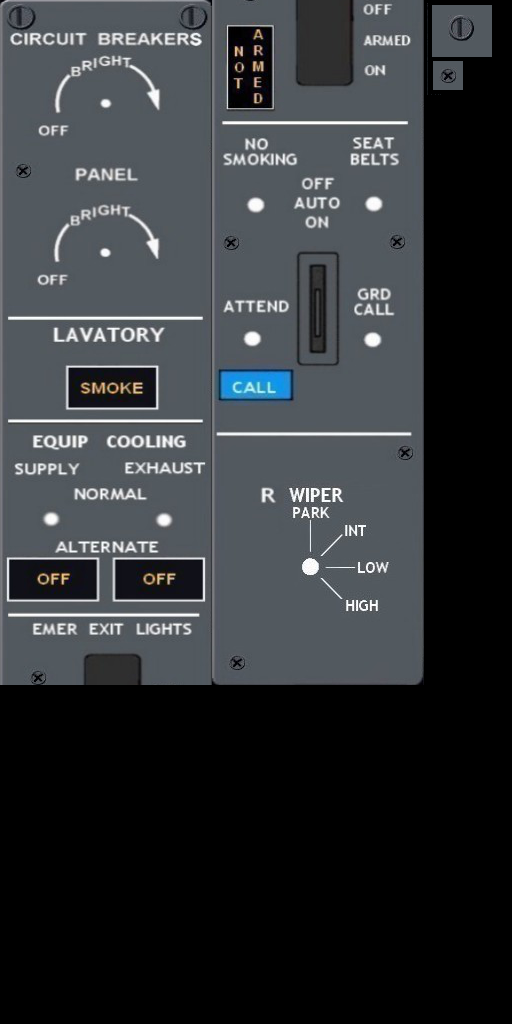 CIRCUIT BREAKERS
BRIGHT
OFF
PANEL
BRIGHT
OFF
LAVATORY
SMOKE
EQUIP COOLING
SUPPLY EXHAUST
NORMAL
ALTERNATE
OFF OFF
EMER EXIT LIGHTS
OFF
ARMED
ON
NOT ARMED
NO SMOKING
SEAT BELTS
OFF
AUTO
ON
ATTEND
GRD CALL
CALL
R WIPER
PARK
INT
LOW
HIGH